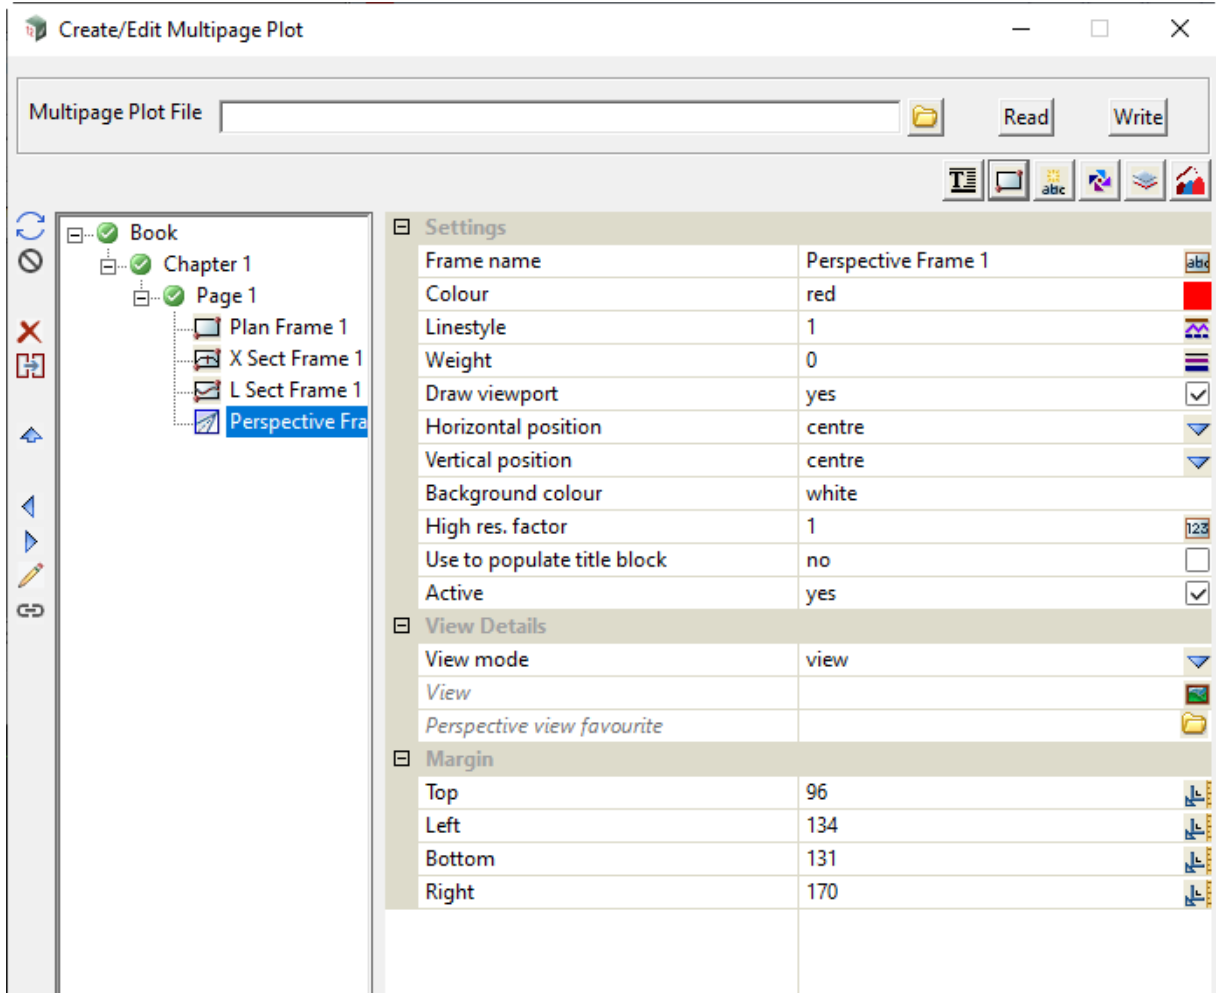 Create/Edit Multipage Plot
Multipage Plot File
Read
Write
Book
Chapter 1
Page 1
Plan Frame 1
X Sect Frame 1
L Sect Frame 1
Perspective Fra
Settings
Frame name Perspective Frame 1
Colour red
Linestyle 1
Weight 0
Draw viewport yes
Horizontal position centre
Vertical position centre
Background colour white
High res. factor 1
Use to populate title block no
Active yes
View Details
View mode view
View
Perspective view favourite
Margin
Top 96
Left 134
Bottom 131
Right 170